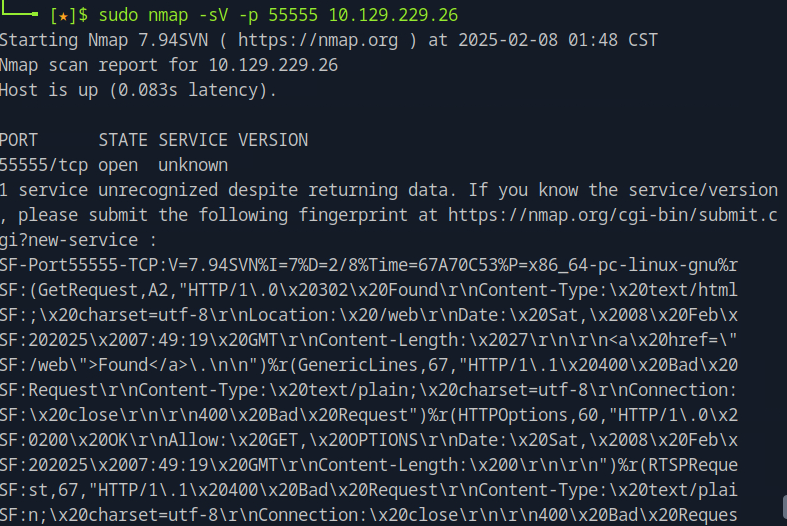 [★]$ sudo nmap -sV -p 55555 10.129.229.26
Starting Nmap 7.94SVN ( https://nmap.org ) at 2025-02-08 01:48 CST
Nmap scan report for 10.129.229.26
Host is up (0.083s latency).
PORT      STATE SERVICE VERSION
55555/tcp open  unknown
1 service unrecognized despite returning data. If you know the service/version
, please submit the following fingerprint at https://nmap.org/cgi-bin/submit.c
gi?new-service :
SF-Port55555-TCP:V=7.94SVN%I=7%D=2/8%Time=67A70C53%P=x86_64-pc-linux-gnu%r
SF:(GetRequest,A2,"HTTP/1\.0\x20302\x20Found\r\nContent-Type:\x20text/html
SF:;\x20charset=utf-8\r\nLocation:\x20/web\r\nDate:\x20Sat,\x2008\x20Feb\x
SF:202025\x2007:49:19\x20GMT\r\nContent-Length:\x2027\r\n\r\n<a\x20href=\"
SF:/web\">Found</a>\.\n\n")%r(GenericLines,67,"HTTP/1\.1\x20400\x20Bad\x20
SF:Request\r\nContent-Type:\x20text/plain;\x20charset=utf-8\r\nConnection:
SF:\x20close\r\n\r\n400\x20Bad\x20Request")%r(HTTPOptions,60,"HTTP/1\.0\x2
SF:0200\x20OK\r\nAllow:\x20GET,\x20OPTIONS\r\nDate:\x20Sat,\x2008\x20Feb\x
SF:202025\x2007:49:19\x20GMT\r\nContent-Length:\x200\r\n\r\n")%r(RTSPReque
SF:st,67,"HTTP/1\.1\x20400\x20Bad\x20Request\r\nContent-Type:\x20text/plai
SF:n;\x20charset=utf-8\r\nConnection:\x20close\r\n\r\n400\x20Bad\x20Reques